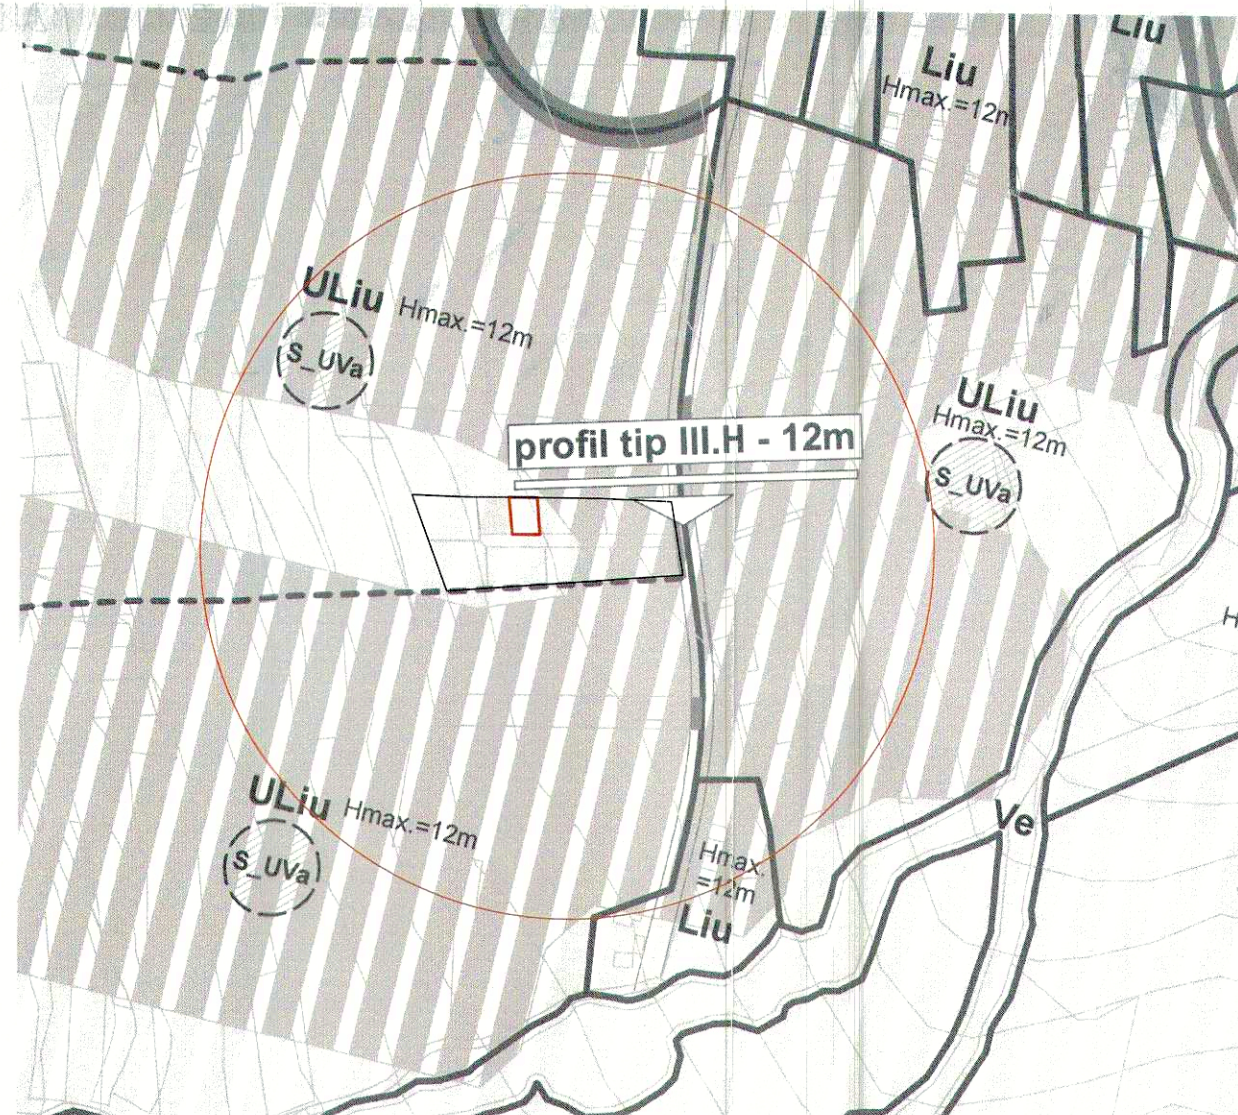 Liu
Liu
Hmax.=12m
ULiu Hmax.=12m
S_UVa
ULiu
Hmax.=12m
S_UVa
profil tip III.H - 12m
H
ULiu Hmax.=12m
S_UVa
Ve
Hmax.
=12m
Liu